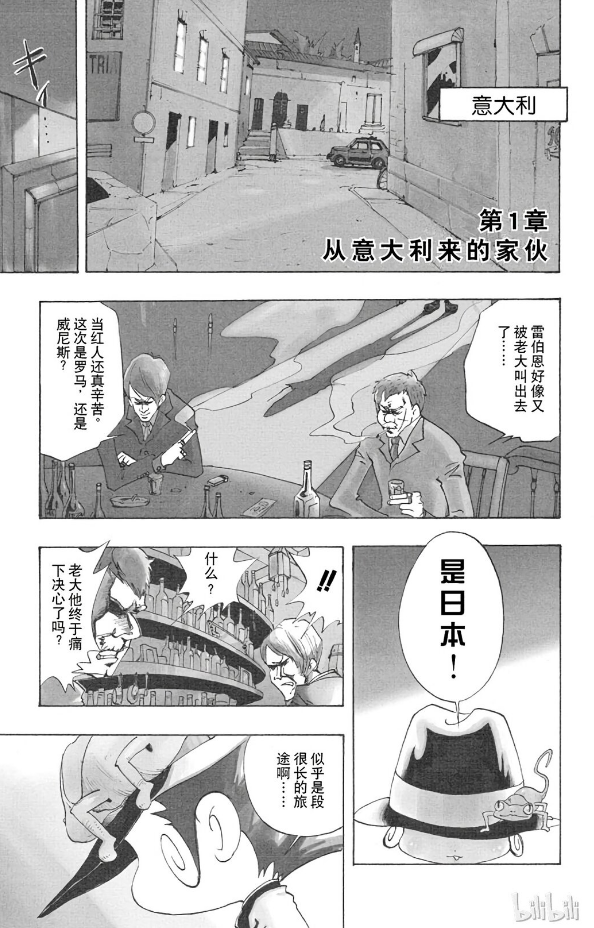 キィ…
TRI
意大利
第1章
从意大利来的家伙
雷伯恩好像又
被老大叫出去
了……
当红人还真辛苦。
这次是罗马，还是
威尼斯？
是日本！
!!
什么？
老大他终于痛
下决心了吗？
似乎是段
很长的旅
途啊……
bilibili